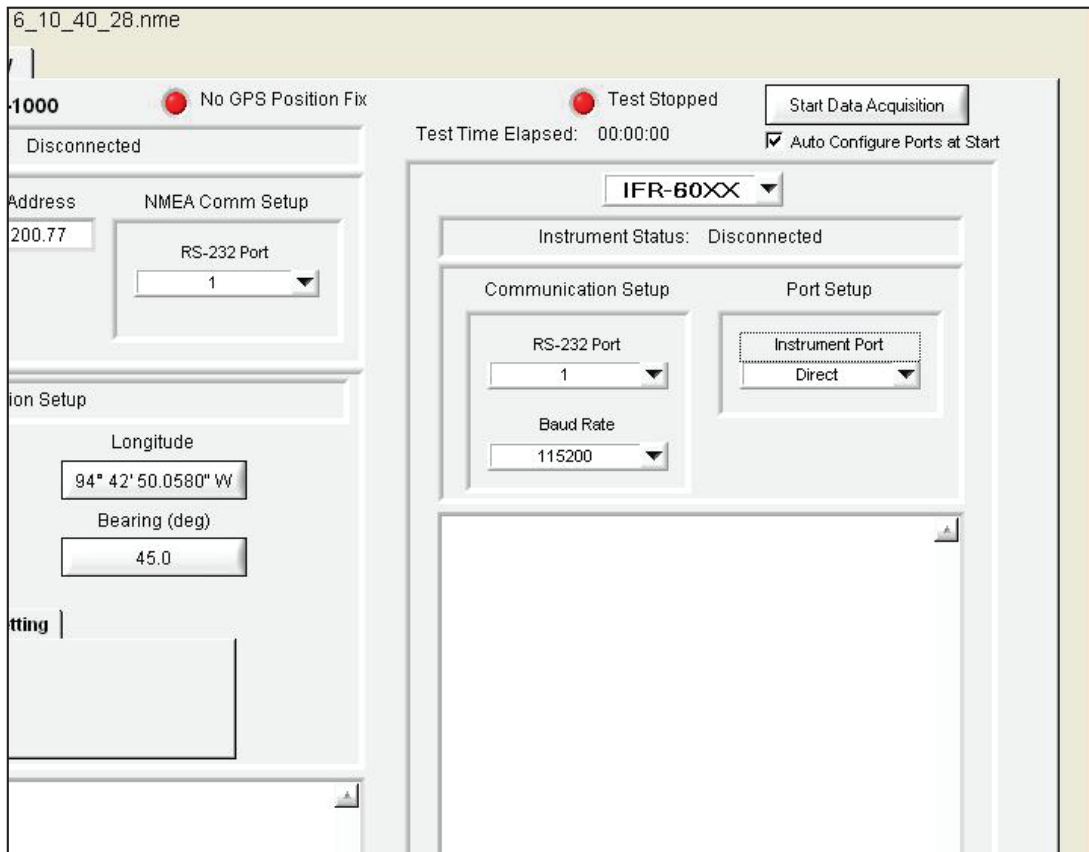 6_10_40_28.nme
-1000
No GPS Position Fix
Disconnected
Address
200.77
NMEA Comm Setup
RS-232 Port
1
ion Setup
Longitude
94° 42' 50.0580" W
Bearing (deg)
45.0
tting
Test Stopped
Start Data Acquisition
Test Time Elapsed: 00:00:00
Auto Configure Ports at Start
IFR-60XX
Instrument Status: Disconnected
Communication Setup
RS-232 Port
1
Baud Rate
115200
Port Setup
Instrument Port
Direct